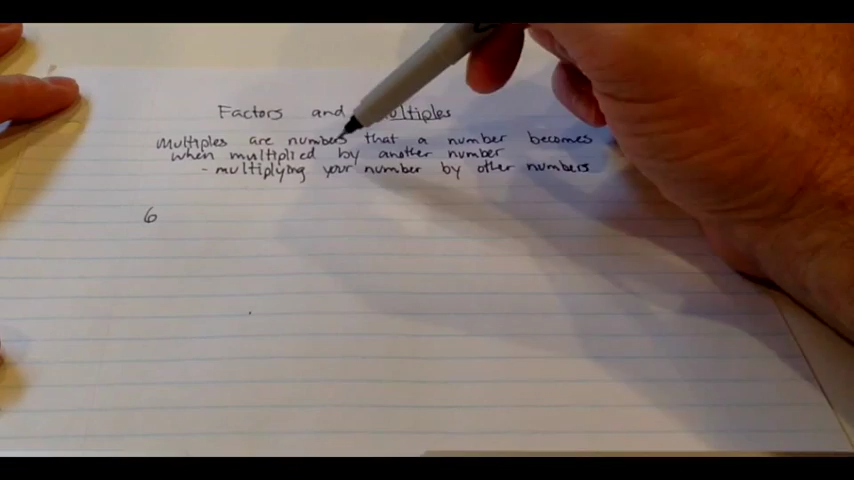 Factors and ultiples
Multiples are numbers that a number becomes
when multiplied by another number
- multiplying your number by other numbers
6